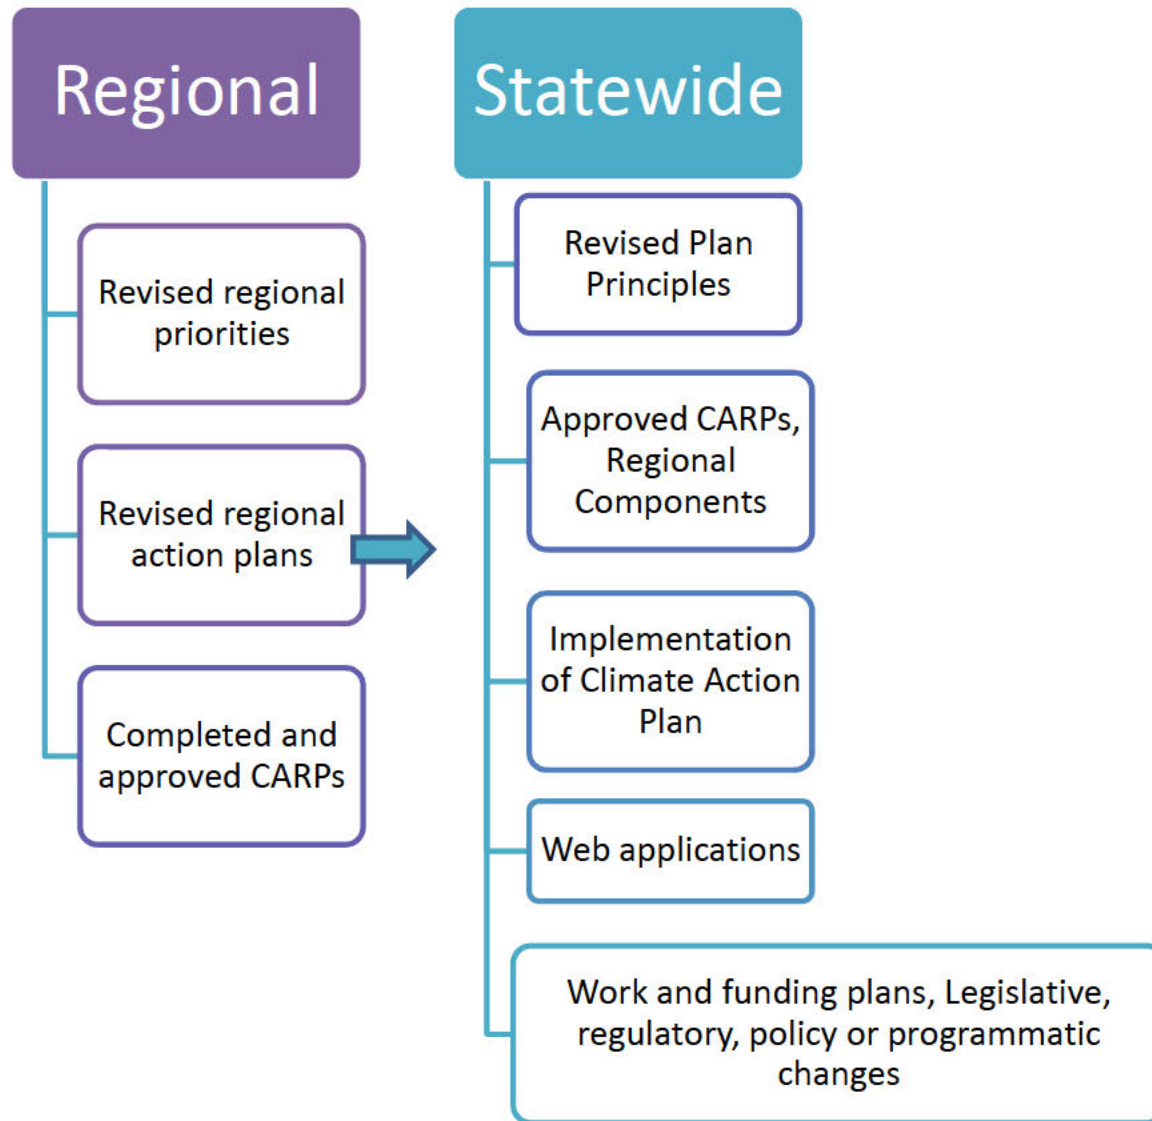 Regional
Revised regional
priorities
Revised regional
action plans
Completed and
approved CARPs
Statewide
Revised Plan
Principles
Approved CARPs,
Regional
Components
Implementation
of Climate Action
Plan
Web applications
Work and funding plans, Legislative,
regulatory, policy or programmatic
changes